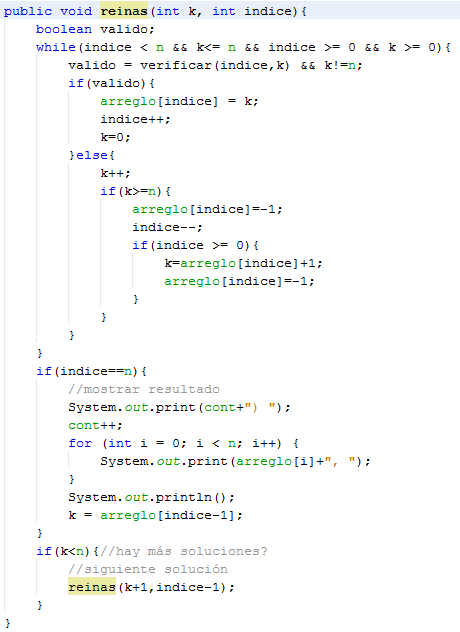 public void reinas(int k, int indice){
    boolean valido;
    while(indice < n && k<= n && indice >= 0 && k >= 0){
        valido = verificar(indice,k) && k!=n;
        if(valido){
            arreglo[indice] = k;
            indice++;
            k=0;
        }else{
            k++;
            if(k>=n){
                arreglo[indice]=-1;
                indice--;
                if(indice >= 0){
                    k=arreglo[indice]+1;
                    arreglo[indice]=-1;
                }
            }
        }
    }
    if(indice==n){
        //mostrar resultado
        System.out.print(cont+") ");
        cont++;
        for (int i = 0; i < n; i++) {
            System.out.print(arreglo[i]+", ");
        }
        System.out.println();
        k = arreglo[indice-1];
    }
    if(k<n){//hay más soluciones?
        //siguiente solución
        reinas(k+1,indice-1);
    }
}